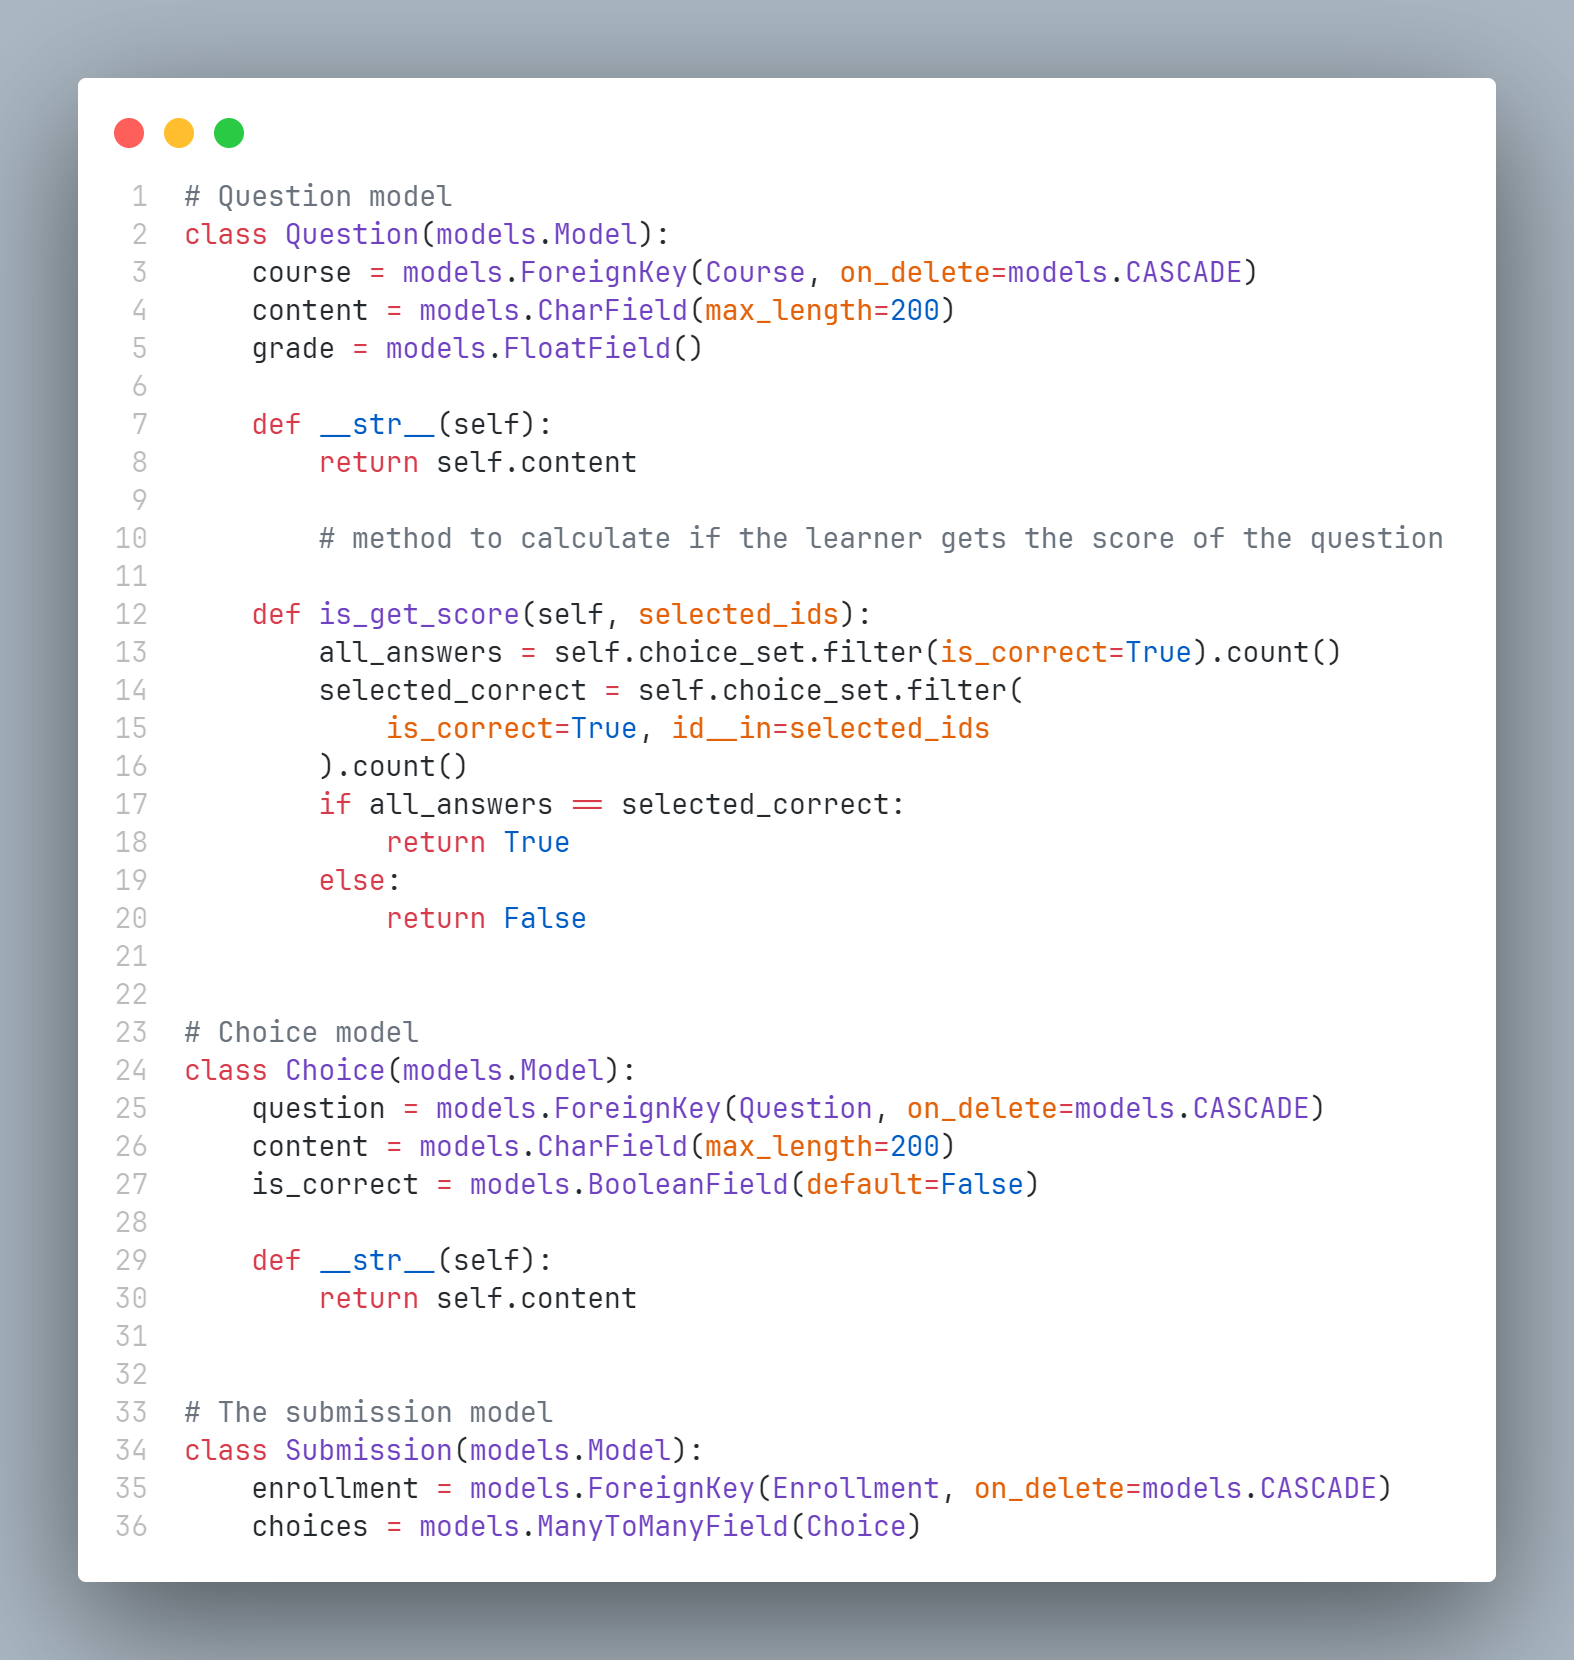 1 # Question model
2 class Question(models.Model):
3     course = models.ForeignKey(Course, on_delete=models.CASCADE)
4     content = models.CharField(max_length=200)
5     grade = models.FloatField()
6
7     def __str__(self):
8         return self.content
9
10         # method to calculate if the learner gets the score of the question
11
12     def is_get_score(self, selected_ids):
13         all_answers = self.choice_set.filter(is_correct=True).count()
14         selected_correct = self.choice_set.filter(
15             is_correct=True, id__in=selected_ids
16         ).count()
17         if all_answers == selected_correct:
18             return True
19         else:
20             return False
21
22
23 # Choice model
24 class Choice(models.Model):
25     question = models.ForeignKey(Question, on_delete=models.CASCADE)
26     content = models.CharField(max_length=200)
27     is_correct = models.BooleanField(default=False)
28
29     def __str__(self):
30         return self.content
31
32
33 # The submission model
34 class Submission(models.Model):
35     enrollment = models.ForeignKey(Enrollment, on_delete=models.CASCADE)
36     choices = models.ManyToManyField(Choice)